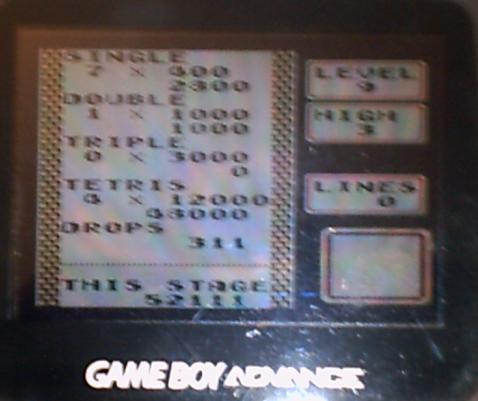 SINGLE
7 × 400
2800
DOUBLE
1 × 1000
1000
TRIPLE
0 × 3000
0
TETRIS
4 × 12000
48000
DROPS
311
THIS STAGE
52111
LEVEL
9
HIGH
3
LINES
0
GAME BOY ADVANCE